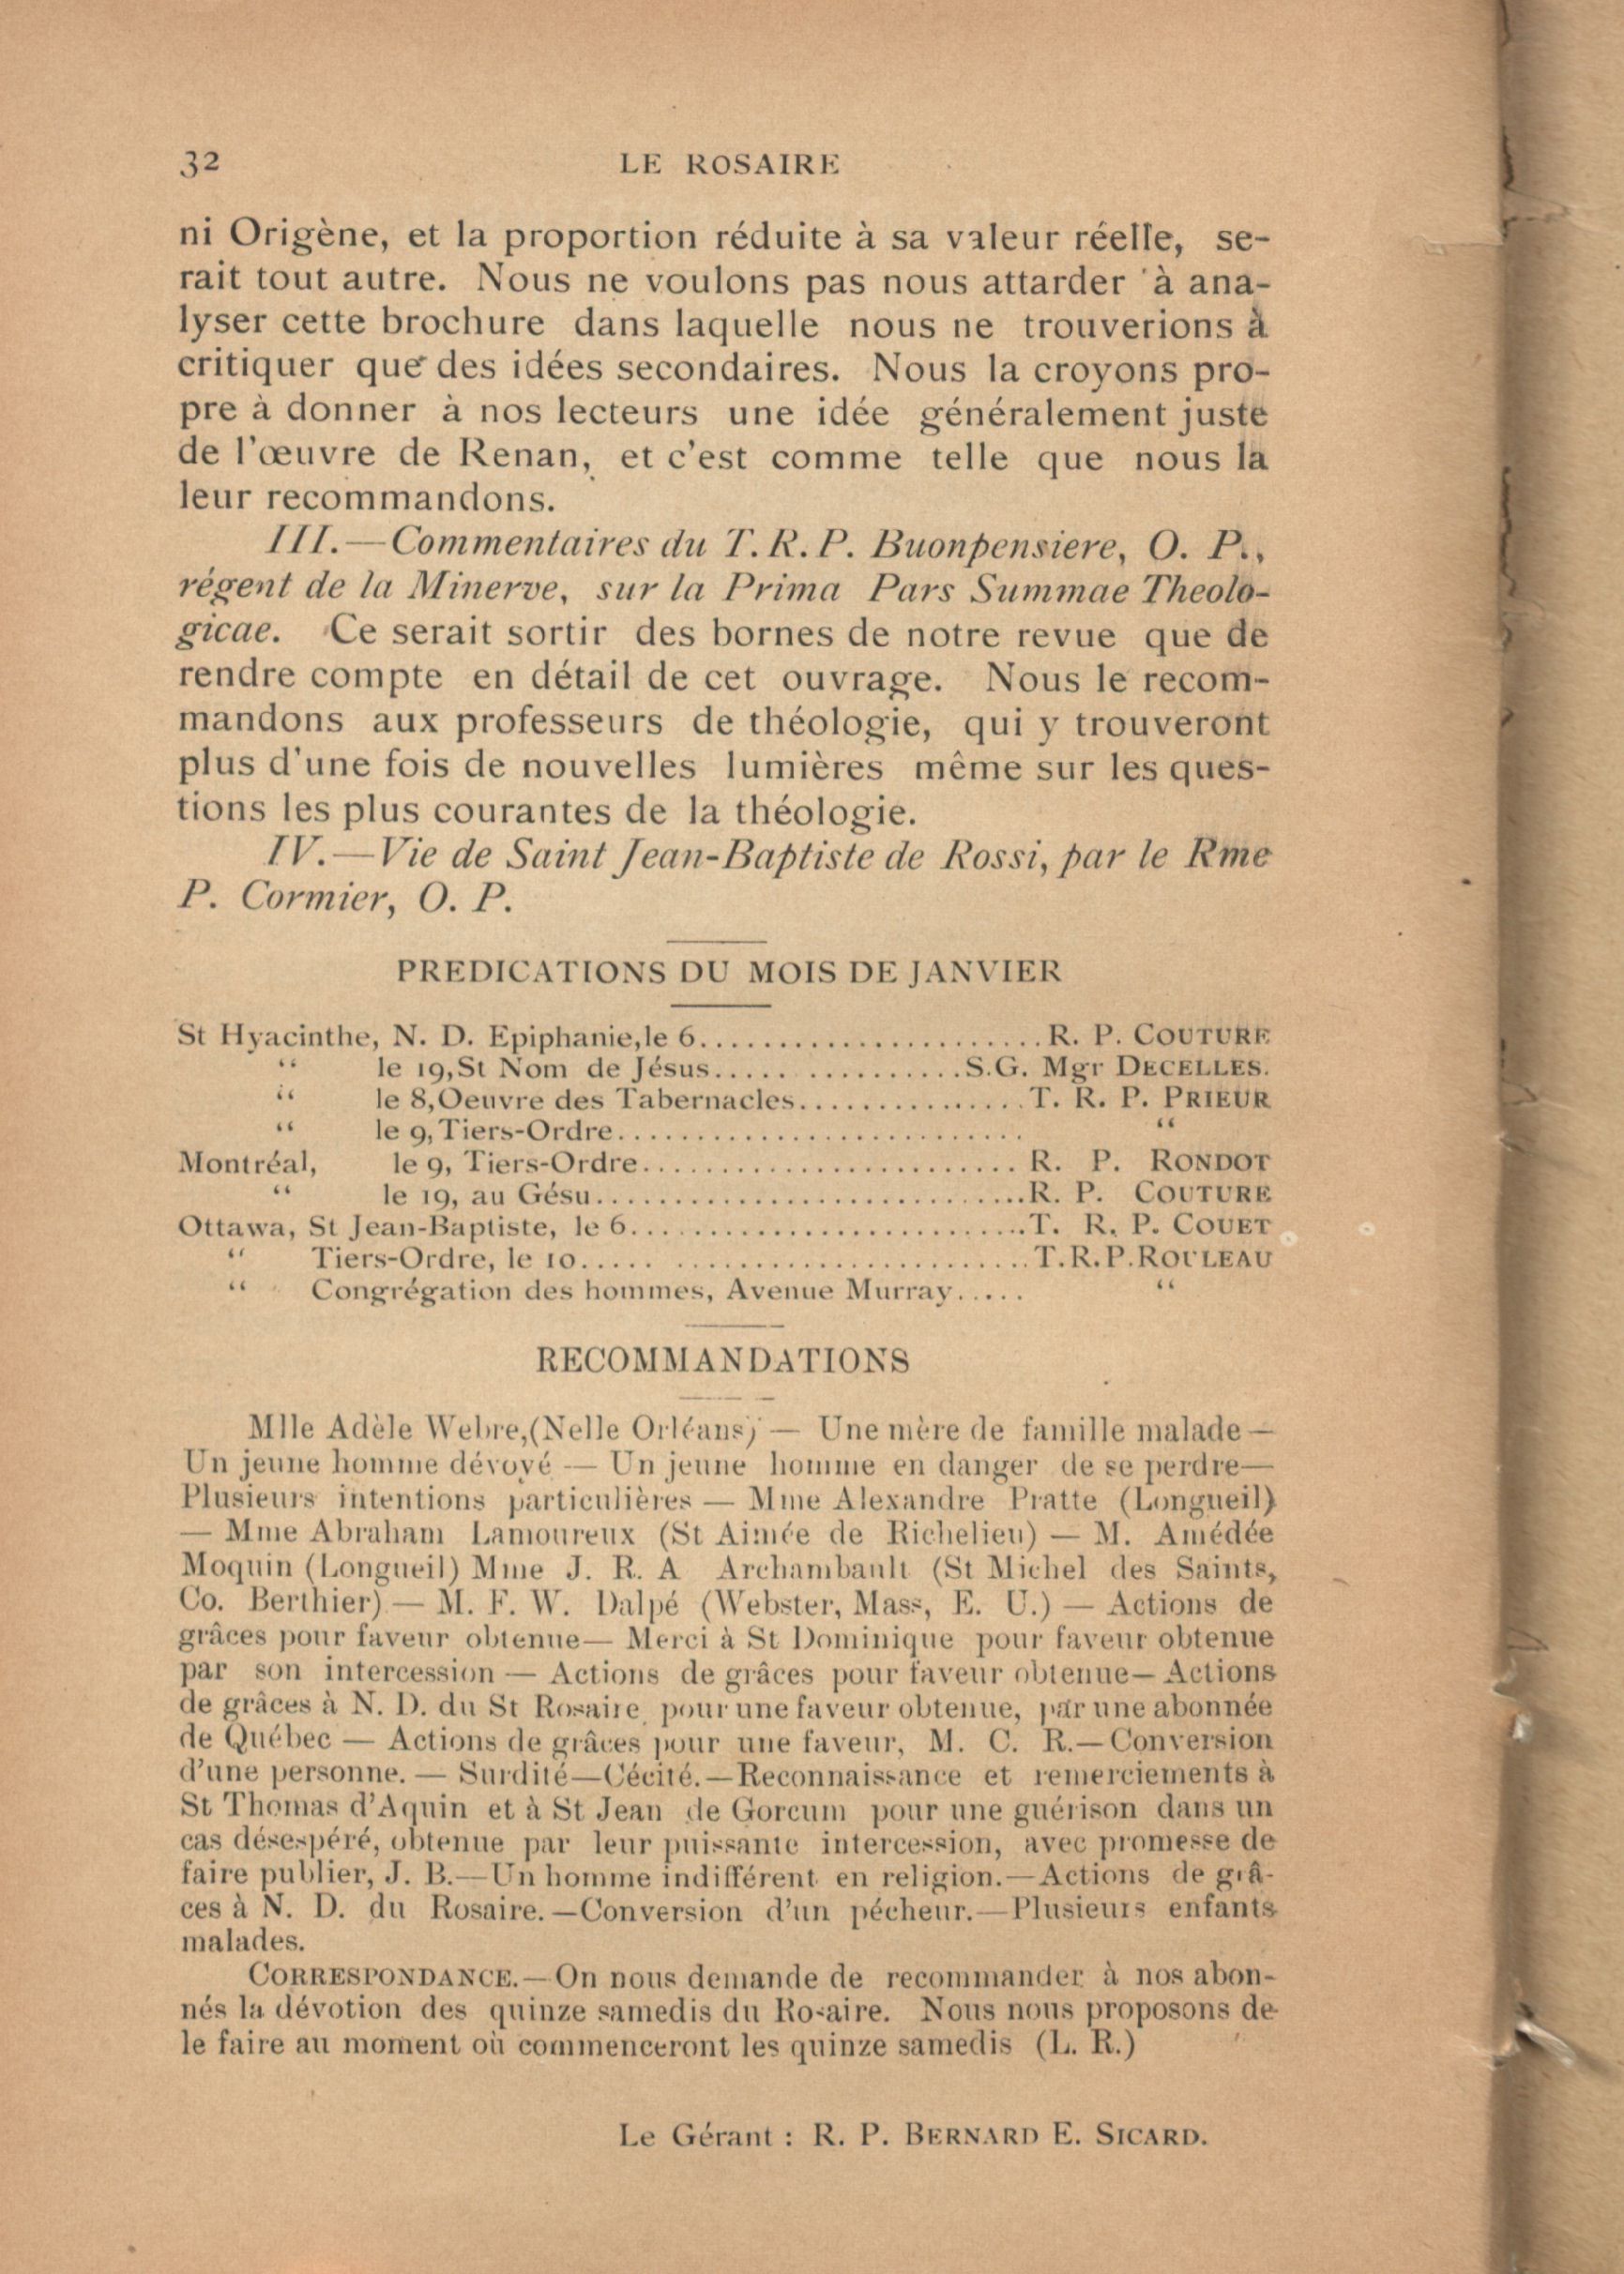 32 LE ROSAIRE
ni Origène, et la proportion réduite à sa valeur réelle, se-
rait tout autre. Nous ne voulons pas nous attarder à ana-
lyser cette brochure dans laquelle nous ne trouverions à
critiquer que des idées secondaires. Nous la croyons pro-
pre à donner à nos lecteurs une idée généralement juste
de l'œuvre de Renan, et c'est comme telle que nous la
leur recommandons.
III.—Commentaires du T. R. P. Buonpensiere, O. P.,
régent de la Minerve, sur la Prima Pars Summae Theolo-
gicae. Ce serait sortir des bornes de notre revue que de
rendre compte en détail de cet ouvrage. Nous le recom-
mandons aux professeurs de théologie, qui y trouveront
plus d'une fois de nouvelles lumières même sur les ques-
tions les plus courantes de la théologie.
IV.—Vie de Saint Jean-Baptiste de Rossi, par le Rme
P. Cormier, O. P.
PREDICATIONS DU MOIS DE JANVIER
St Hyacinthe, N. D. Epiphanie, le 6......................R. P. COUTURE
“ le 19, St Nom de Jésus................S.G. Mgr DECELLES.
“ le 8, Oeuvre des Tabernacles...............T. R. P. PRIEUR
“ le 9, Tiers-Ordre.......................... “
Montréal, le 9, Tiers-Ordre........................R. P. RONDOT
“ le 19, au Gésu............................R. P. COUTURE
Ottawa, St Jean-Baptiste, le 6..........................T. R. P. COUET
“ Tiers-Ordre, le 10..... .......................T.R.P.ROULEAU
“ Congrégation des hommes, Avenue Murray..... “
RECOMMANDATIONS
Mlle Adèle Webre,(Nelle Orléans) — Une mère de famille malade —
Un jeune homme dévoyé — Un jeune homme en danger de se perdre—
Plusieurs intentions particulières — Mme Alexandre Pratte (Longueil)
— Mme Abraham Lamoureux (St Aimée de Richelieu) — M. Amédée
Moquin (Longueil) Mme J. R. A Archambault (St Michel des Saints,
Co. Berthier) — M. F. W. Dalpé (Webster, Mass, E. U.) — Actions de
grâces pour faveur obtenue— Merci à St Dominique pour faveur obtenue
par son intercession — Actions de grâces pour faveur obtenue— Actions
de grâces à N. D. du St Rosaire, pour une faveur obtenue, par une abonnée
de Québec — Actions de grâces pour une faveur, M. C. R.—Conversion
d'une personne. — Surdité—Cécité.—Reconnaissance et remerciements à
St Thomas d'Aquin et à St Jean de Gorcum pour une guérison dans un
cas désespéré, obtenue par leur puissante intercession, avec promesse de
faire publier, J. B.—Un homme indifférent en religion.—Actions de grâ-
ces à N. D. du Rosaire.—Conversion d'un pécheur.—Plusieurs enfants
malades.
CORRESPONDANCE.—On nous demande de recommander à nos abon-
nés la dévotion des quinze samedis du Rosaire. Nous nous proposons de
le faire au moment où commenceront les quinze samedis (L. R.)
Le Gérant : R. P. BERNARD E. SICARD.